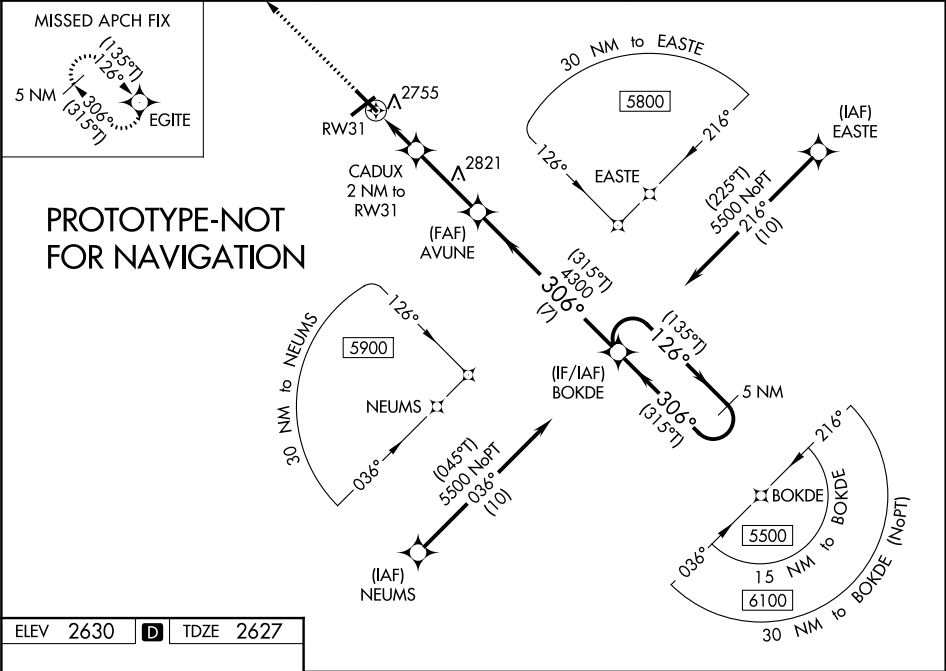 MISSED APCH FIX
(135°T)
126°
5 NM
306°
(315°T)
EGITE
PROTOTYPE-NOT
FOR NAVIGATION
RW31
2755
CADUX
2 NM to
RW31
2821
(FAF)
AVUNE
30 NM to EASTE
5800
126°
216°
EASTE
(IAF)
EASTE
(225°T)
5500 NoPT
216°
(10)
(315°T)
4300
306°
(7)
(IF/IAF)
BOKDE
(135°T)
126°
306°
(315°T)
5 NM
30 NM to NEUMS
5900
126°
NEUMS
036°
(045°T)
5500 NoPT
036°
(10)
(IAF)
NEUMS
216°
BOKDE
036°
5500
15 NM to BOKDE
6100
30 NM to BOKDE (NoPT)
ELEV 2630 D TDZE 2627